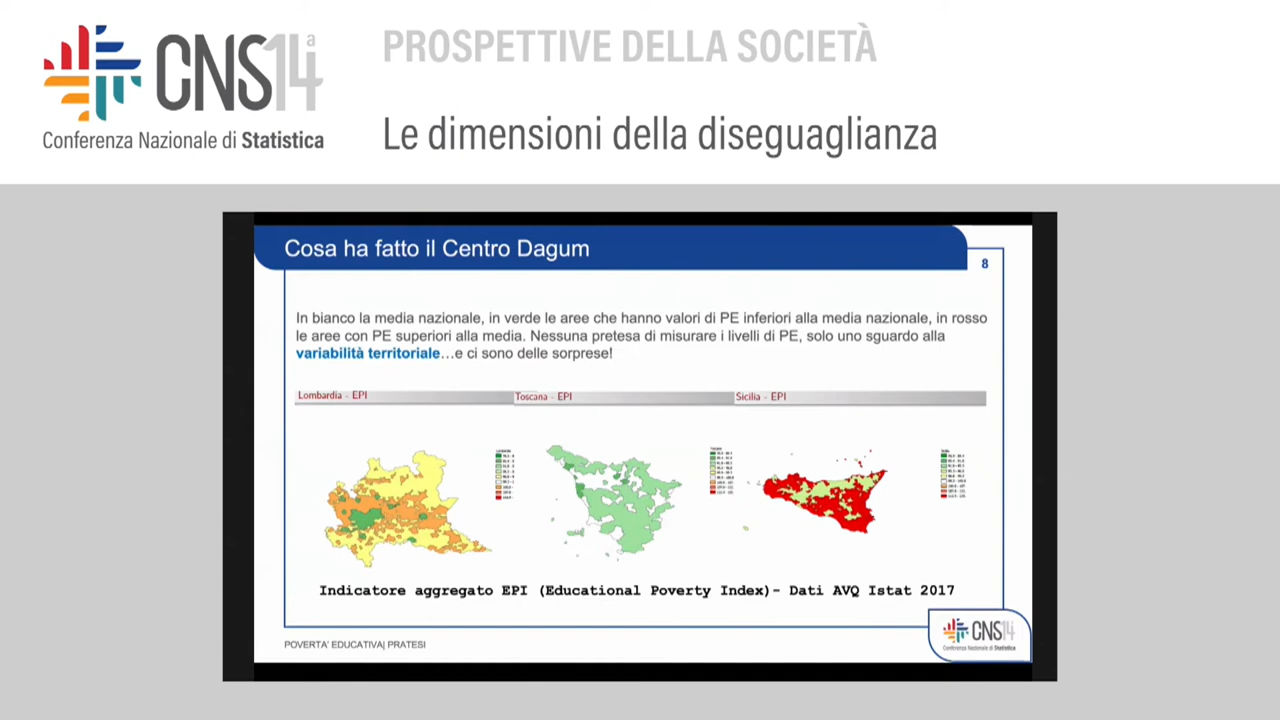 CNS14ª
Conferenza Nazionale di Statistica
PROSPETTIVE DELLA SOCIETÀ
Le dimensioni della diseguaglianza
Cosa ha fatto il Centro Dagum
8
In bianco la media nazionale, in verde le aree che hanno valori di PE inferiori alla media nazionale, in rosso
le aree con PE superiori alla media. Nessuna pretesa di misurare i livelli di PE, solo uno sguardo alla
variabilità territoriale…e ci sono delle sorprese!
Lombardia - EPI
Toscana - EPI
Sicilia - EPI
Indicatore aggregato EPI (Educational Poverty Index)- Dati AVQ Istat 2017
POVERTA' EDUCATIVA| PRATESI
CNS14
Conferenza Nazionale di Statistica